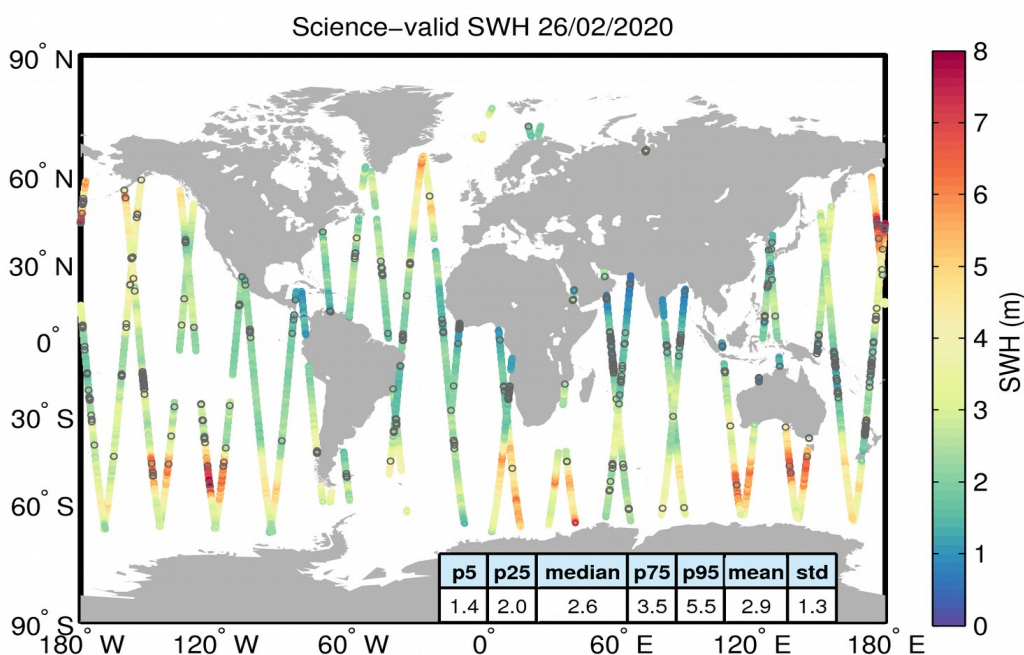 Science−valid SWH 26/02/2020
90° N
60° N
30° N
0°
30° S
60° S
90° S
180° W
120° W
60° W
0°
60° E
120° E
180° E
p5 p25 median p75 p95 mean std
1.4 2.0 2.6 3.5 5.5 2.9 1.3
8
7
6
5
4
3
2
1
0
SWH (m)